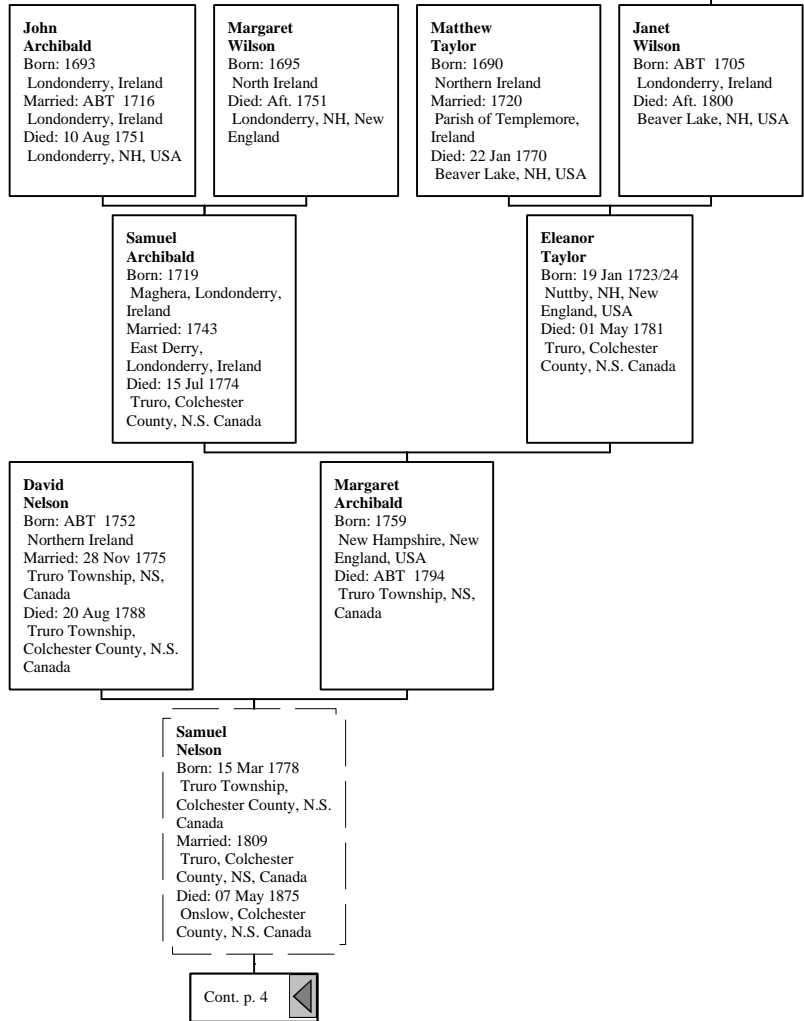 John
Archibald
Born: 1693
Londonderry, Ireland
Married: ABT 1716
Londonderry, Ireland
Died: 10 Aug 1751
Londonderry, NH, USA
Margaret
Wilson
Born: 1695
North Ireland
Died: Aft. 1751
Londonderry, NH, New
England
Matthew
Taylor
Born: 1690
Northern Ireland
Married: 1720
Parish of Templemore,
Ireland
Died: 22 Jan 1770
Beaver Lake, NH, USA
Janet
Wilson
Born: ABT 1705
Londonderry, Ireland
Died: Aft. 1800
Beaver Lake, NH, USA
Samuel
Archibald
Born: 1719
Maghera, Londonderry,
Ireland
Married: 1743
East Derry,
Londonderry, Ireland
Died: 15 Jul 1774
Truro, Colchester
County, N.S. Canada
Eleanor
Taylor
Born: 19 Jan 1723/24
Nuttby, NH, New
England, USA
Died: 01 May 1781
Truro, Colchester
County, N.S. Canada
David
Nelson
Born: ABT 1752
Northern Ireland
Married: 28 Nov 1775
Truro Township, NS,
Canada
Died: 20 Aug 1788
Truro Township,
Colchester County, N.S.
Canada
Margaret
Archibald
Born: 1759
New Hampshire, New
England, USA
Died: ABT 1794
Truro Township, NS,
Canada
Samuel
Nelson
Born: 15 Mar 1778
Truro Township,
Colchester County, N.S.
Canada
Married: 1809
Truro, Colchester
County, NS, Canada
Died: 07 May 1875
Onslow, Colchester
County, N.S. Canada
Cont. p. 4